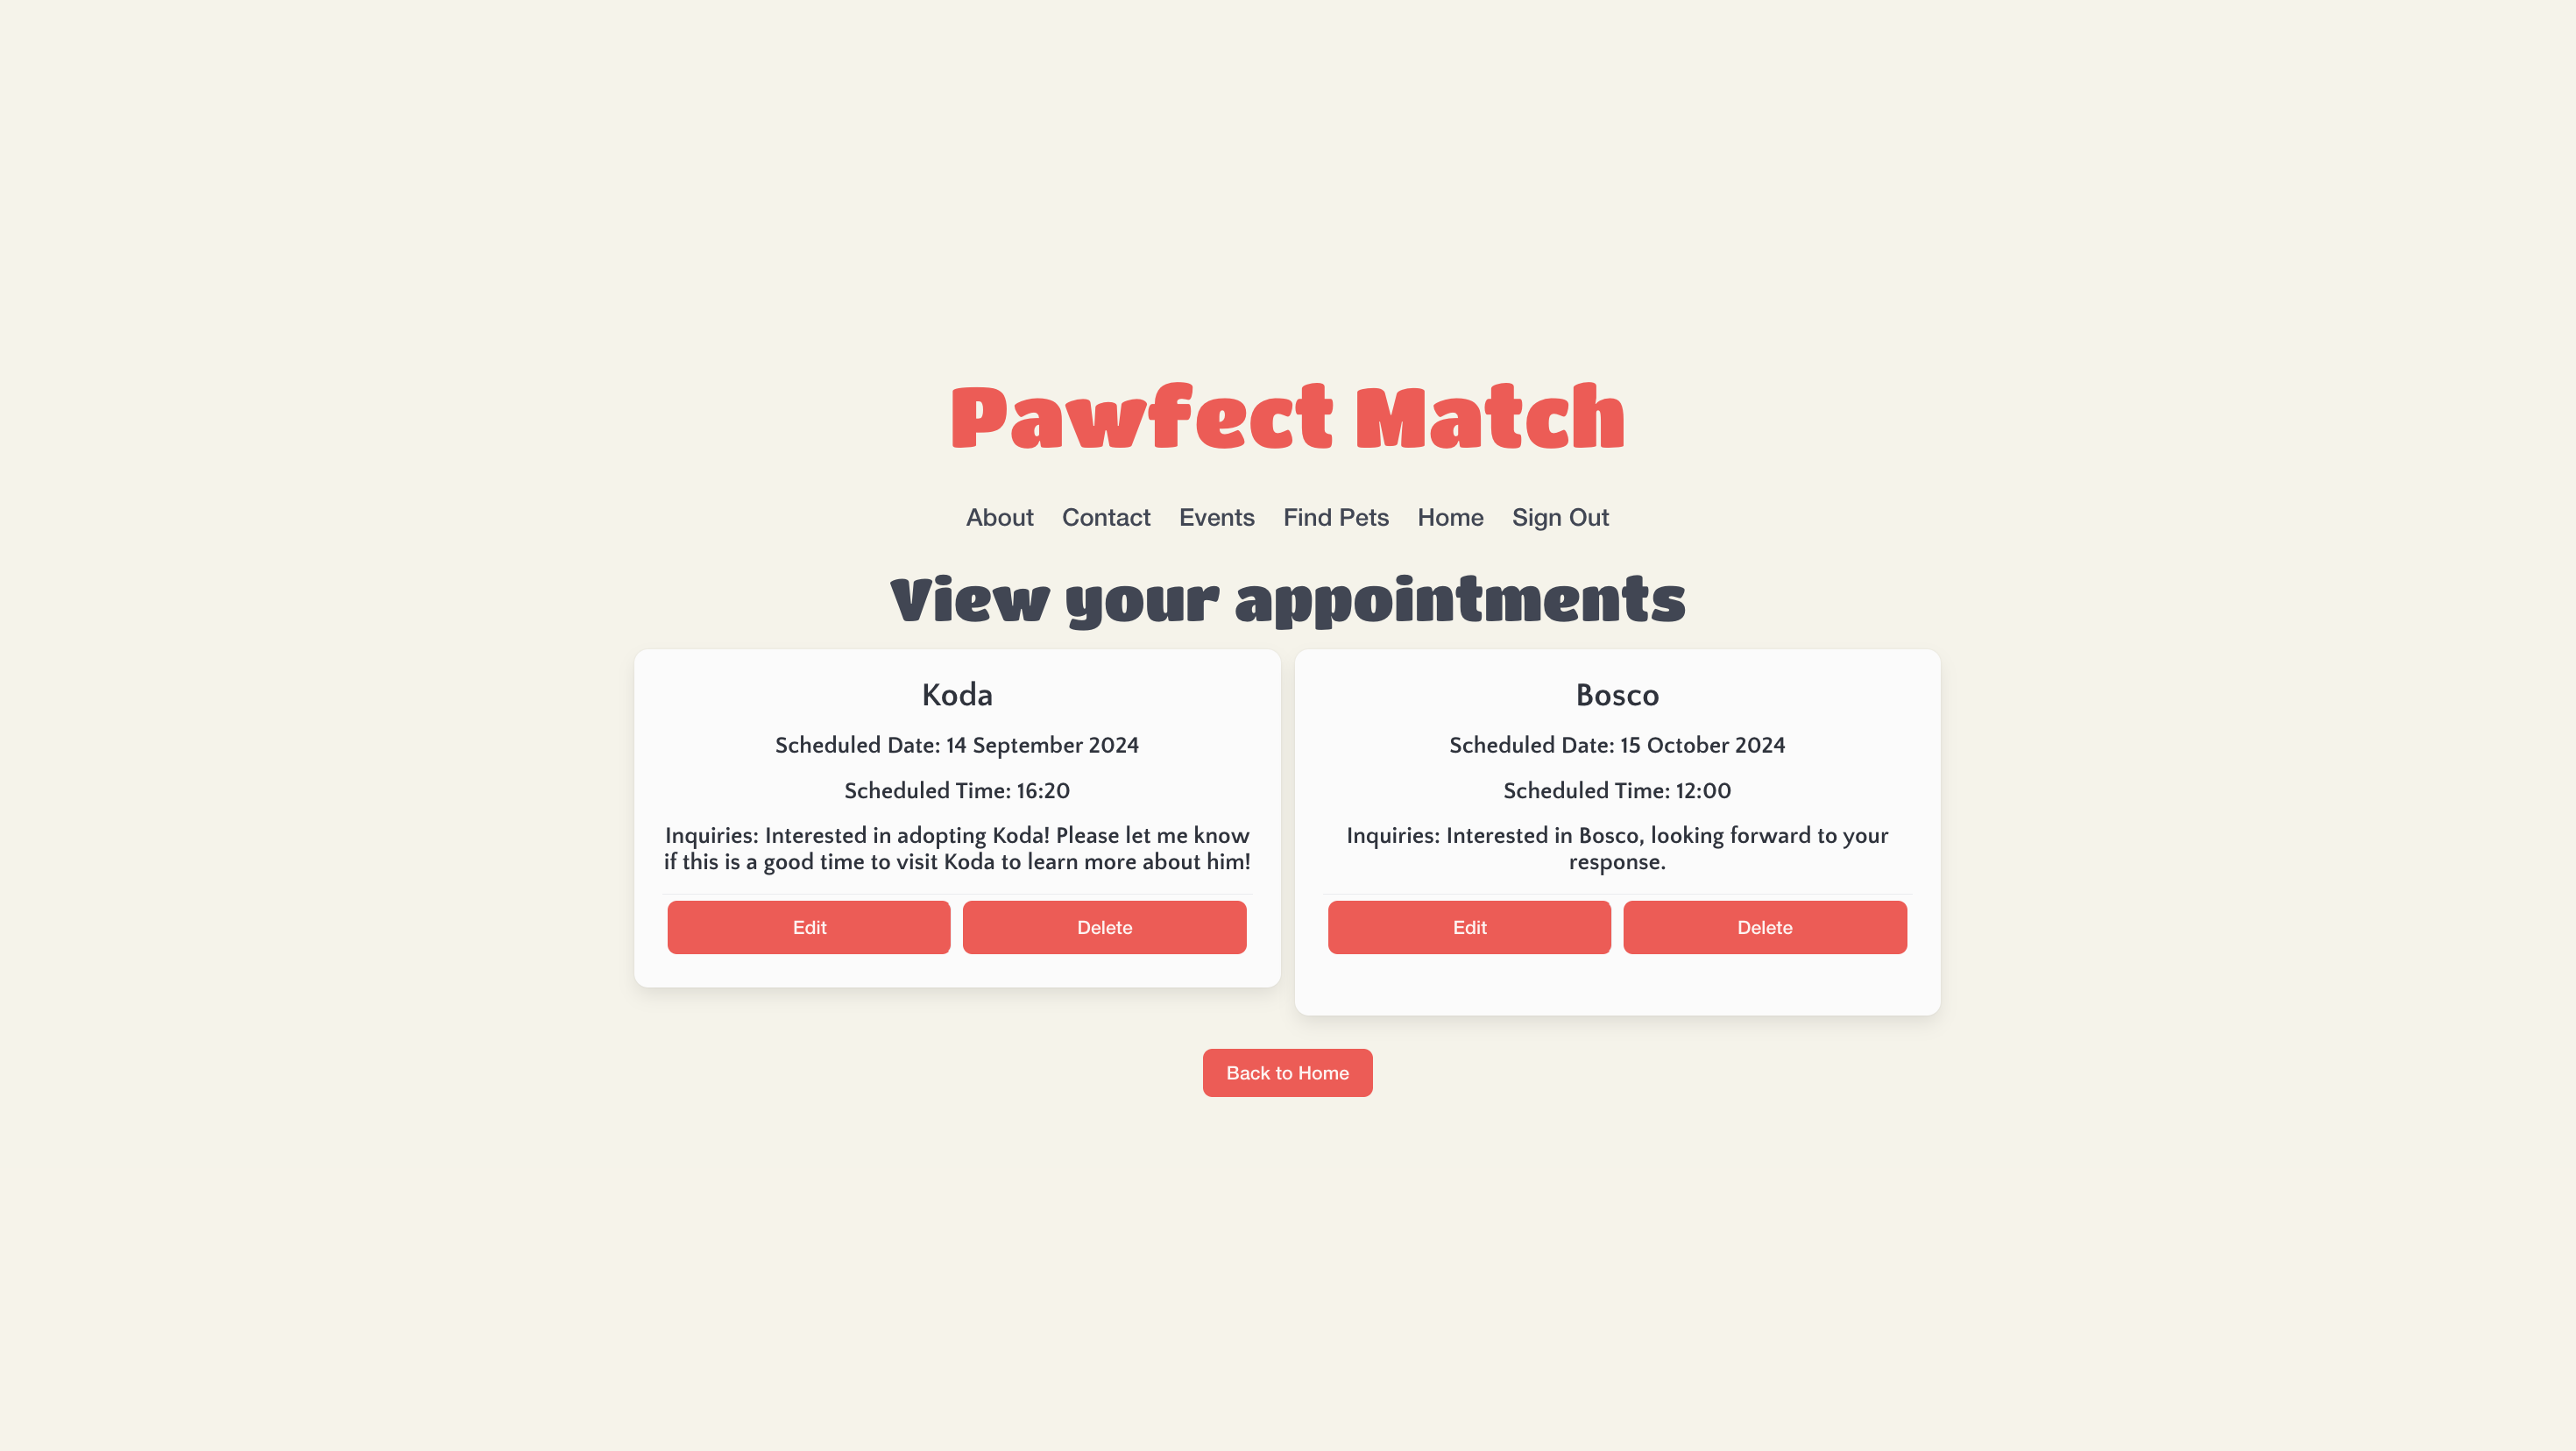 Pawfect Match
About Contact Events Find Pets Home Sign Out
View your appointments
Koda
Scheduled Date: 14 September 2024
Scheduled Time: 16:20
Inquiries: Interested in adopting Koda! Please let me know
if this is a good time to visit Koda to learn more about him!
Edit Delete
Bosco
Scheduled Date: 15 October 2024
Scheduled Time: 12:00
Inquiries: Interested in Bosco, looking forward to your
response.
Edit Delete
Back to Home